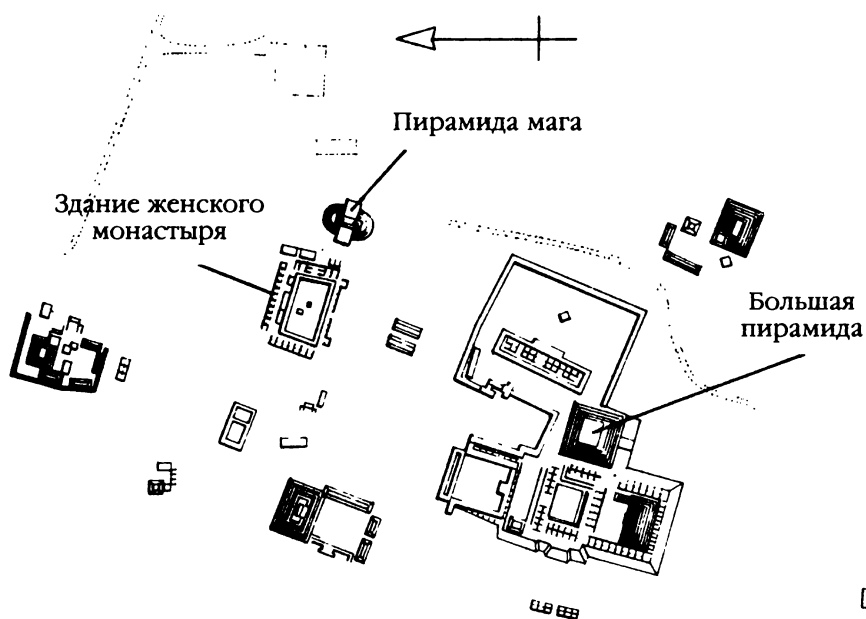 Пирамида мага
Здание женского
монастыря
Большая
пирамида